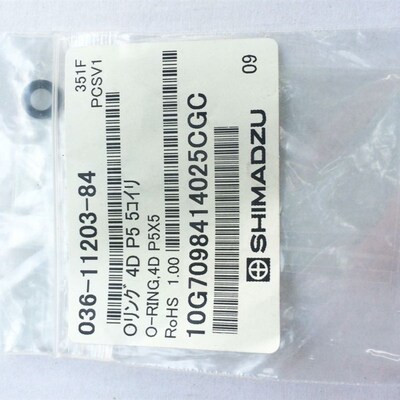 351F
PCSV1
09
036-11203-84
Oリング 4D P5 5コイリ
O-RING,4D P5X5
RoHS 1.00
10G7098414025CGC
SHIMADZU